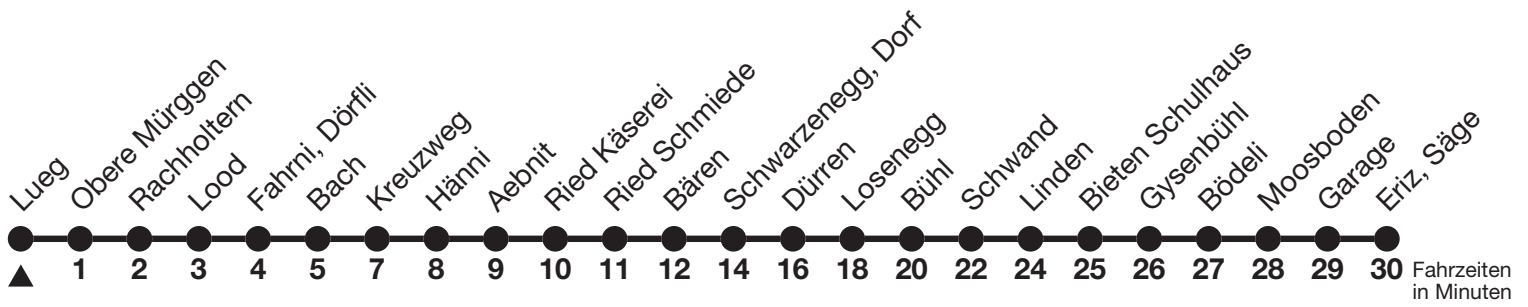 Lueg
Obere Mürggen
Rachholtern
Lood
Fahrni, Dörfli
Bach
Kreuzweg
Hänni
Aebnit
Ried Käserei
Ried Schmiede
Bären
Schwarzenegg, Dorf
Dürren
Losenegg
Bühl
Schwand
Linden
Bieten Schulhaus
Gysenbühl
Bödeli
Moosboden
Garage
Eriz, Säge
1 2 3 4 5 7 8 9 10 11 12 14 16 18 20 22 24 25 26 27 28 29 30 Fahrzeiten
in Minuten